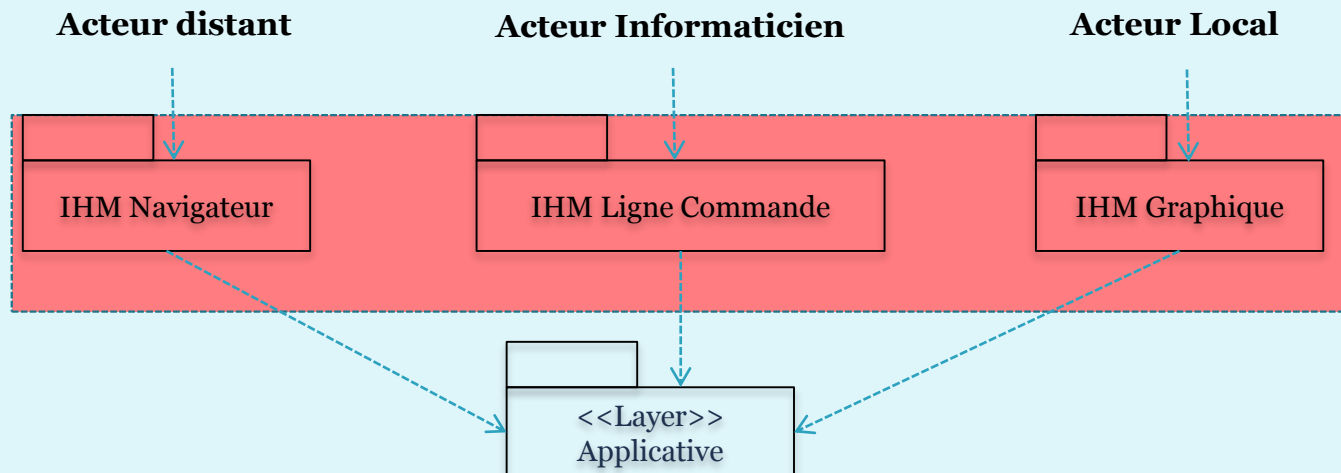 Acteur distant
Acteur Informaticien
Acteur Local
IHM Navigateur
IHM Ligne Commande
IHM Graphique
<<Layer>>
Applicative